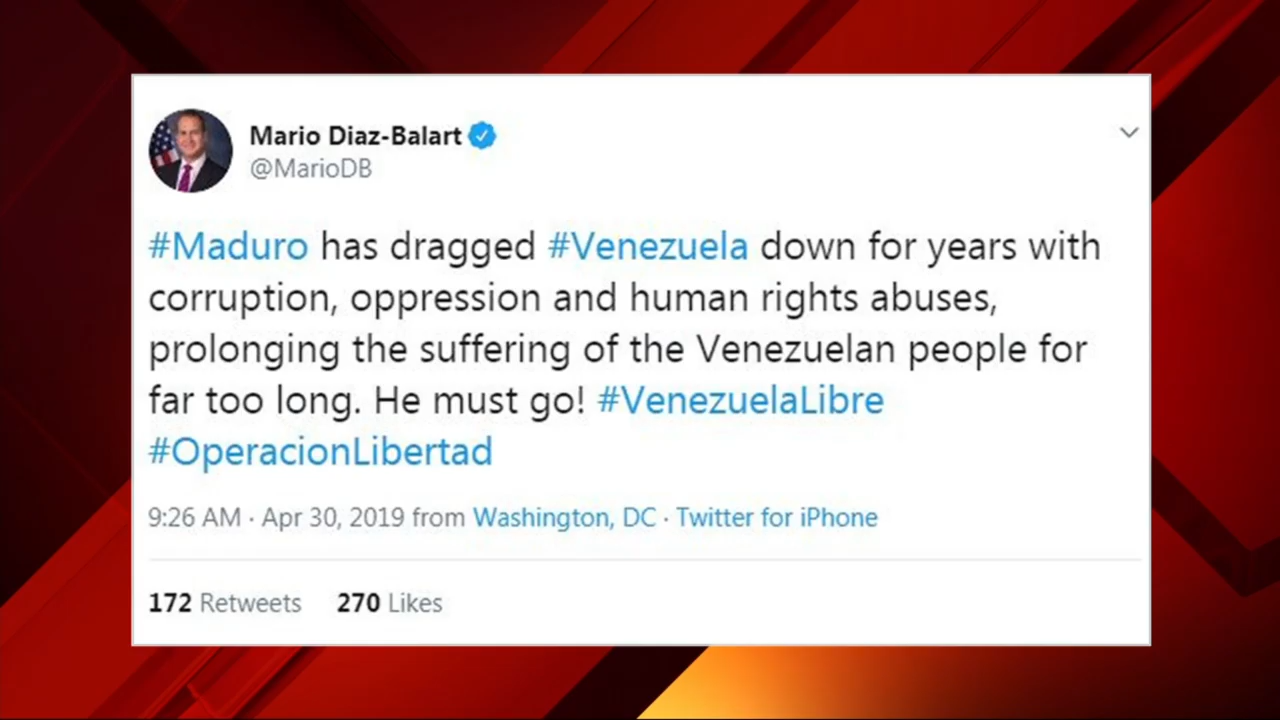 Mario Diaz-Balart
@MarioDB
#Maduro has dragged #Venezuela down for years with
corruption, oppression and human rights abuses,
prolonging the suffering of the Venezuelan people for
far too long. He must go! #VenezuelaLibre
#OperacionLibertad
9:26 AM · Apr 30, 2019 from Washington, DC · Twitter for iPhone
172 Retweets 270 Likes